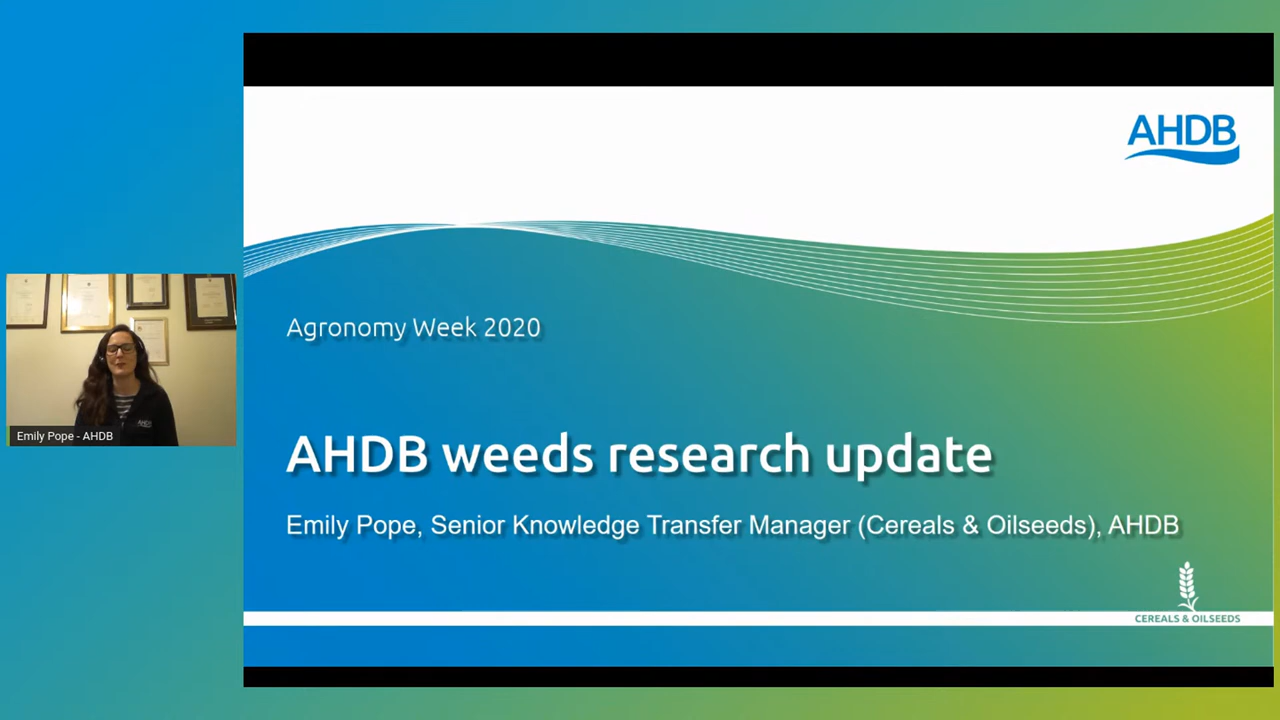 AHDB
Agronomy Week 2020
AHDB weeds research update
Emily Pope, Senior Knowledge Transfer Manager (Cereals & Oilseeds), AHDB
CEREALS & OILSEEDS
Emily Pope - AHDB
AHDB